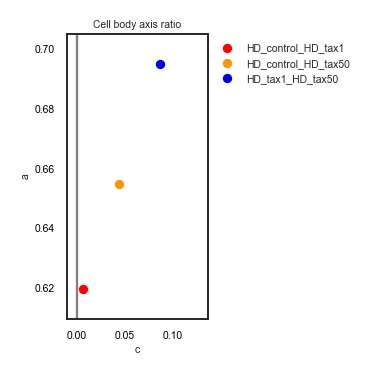 Cell body axis ratio
0.70
0.68
0.66
0.64
0.62
a
0.00 0.05 0.10
c
HD_control_HD_tax1
HD_control_HD_tax50
HD_tax1_HD_tax50